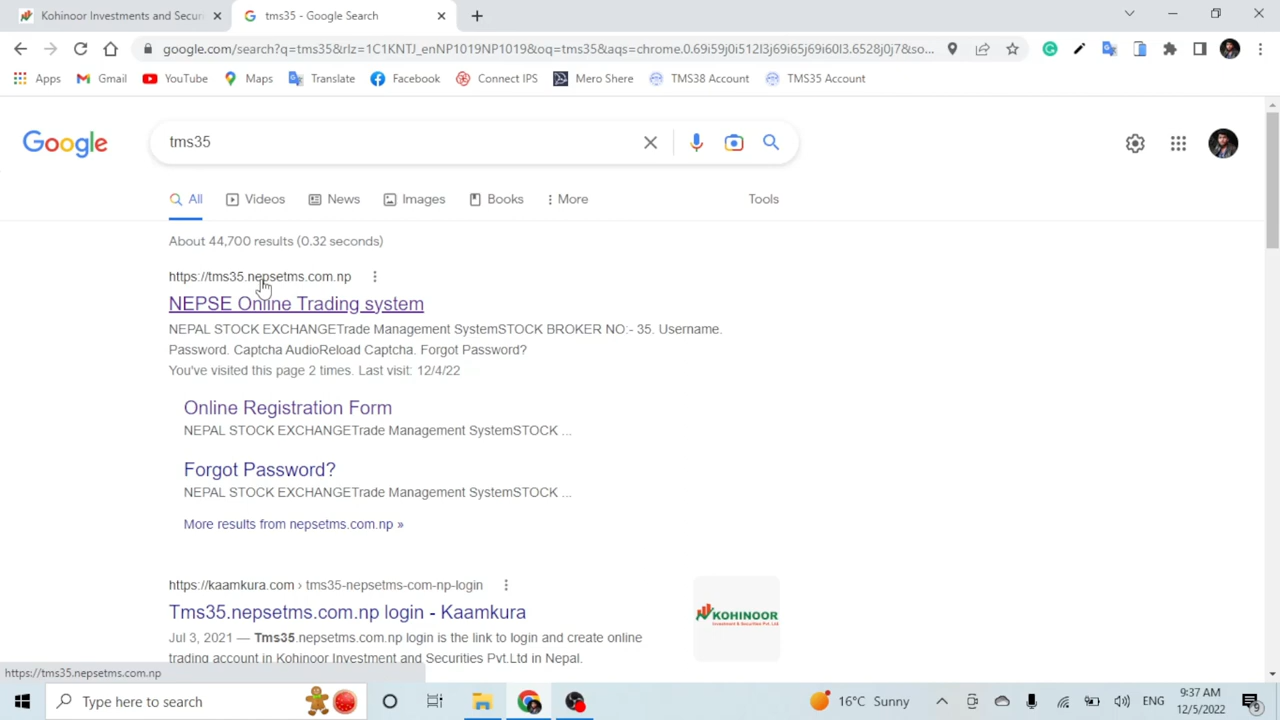 Kohinoor Investments and Securi
tms35 - Google Search
google.com/search?q=tms35&rlz=1C1KNTJ_enNP1019NP1019&oq=tms35&aqs=chrome.0.69i59j0i512l3j69i65j69i60l3.6528j0j7&so...
Apps
Gmail
YouTube
Maps
Translate
Facebook
Connect IPS
Mero Share
TMS38 Account
TMS35 Account
Google
tms35
All
Videos
News
Images
Books
More
Tools
About 44,700 results (0.32 seconds)
https://tms35.nepsetms.com.np
NEPSE Online Trading system
NEPAL STOCK EXCHANGETrade Management SystemSTOCK BROKER NO:- 35. Username.
Password. Captcha AudioReload Captcha. Forgot Password?
You've visited this page 2 times. Last visit: 12/4/22
Online Registration Form
NEPAL STOCK EXCHANGETrade Management SystemSTOCK ...
Forgot Password?
NEPAL STOCK EXCHANGETrade Management SystemSTOCK ...
More results from nepsetms.com.np »
https://kaamkura.com › tms35-nepsetms-com-np-login
Tms35.nepsetms.com.np login - Kaamkura
Jul 3, 2021 — Tms35.nepsetms.com.np login is the link to login and create online
trading account in Kohinoor Investment and Securities Pvt.Ltd in Nepal.
KOHINOOR
Investment & Securities Pvt. Ltd.
https://tms35.nepsetms.com.np
Type here to search
16°C Sunny
ENG
9:37 AM
12/5/2022
9